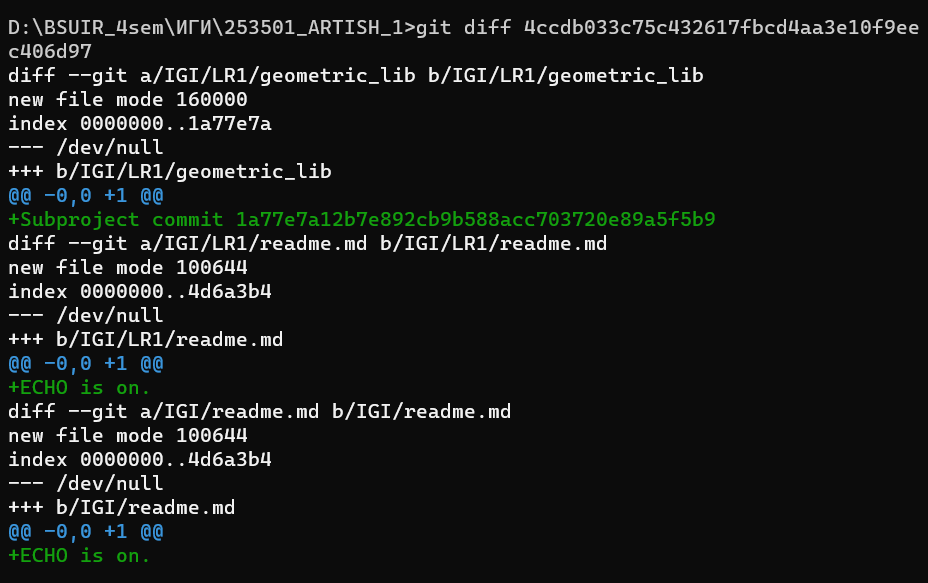 D:\BSUIR_4sem\ИГИ\253501_ARTISH_1>git diff 4ccdb033c75c432617fbcd4aa3e10f9ee
c406d97
diff --git a/IGI/LR1/geometric_lib b/IGI/LR1/geometric_lib
new file mode 160000
index 0000000..1a77e7a
--- /dev/null
+++ b/IGI/LR1/geometric_lib
@@ -0,0 +1 @@
+Subproject commit 1a77e7a12b7e892cb9b588acc703720e89a5f5b9
diff --git a/IGI/LR1/readme.md b/IGI/LR1/readme.md
new file mode 100644
index 0000000..4d6a3b4
--- /dev/null
+++ b/IGI/LR1/readme.md
@@ -0,0 +1 @@
+ECHO is on.
diff --git a/IGI/readme.md b/IGI/readme.md
new file mode 100644
index 0000000..4d6a3b4
--- /dev/null
+++ b/IGI/readme.md
@@ -0,0 +1 @@
+ECHO is on.